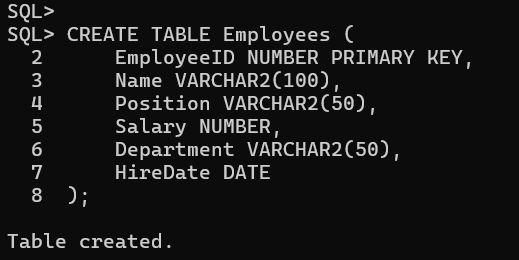 SQL>
SQL> CREATE TABLE Employees (
  2      EmployeeID NUMBER PRIMARY KEY,
  3      Name VARCHAR2(100),
  4      Position VARCHAR2(50),
  5      Salary NUMBER,
  6      Department VARCHAR2(50),
  7      HireDate DATE
  8  );
Table created.